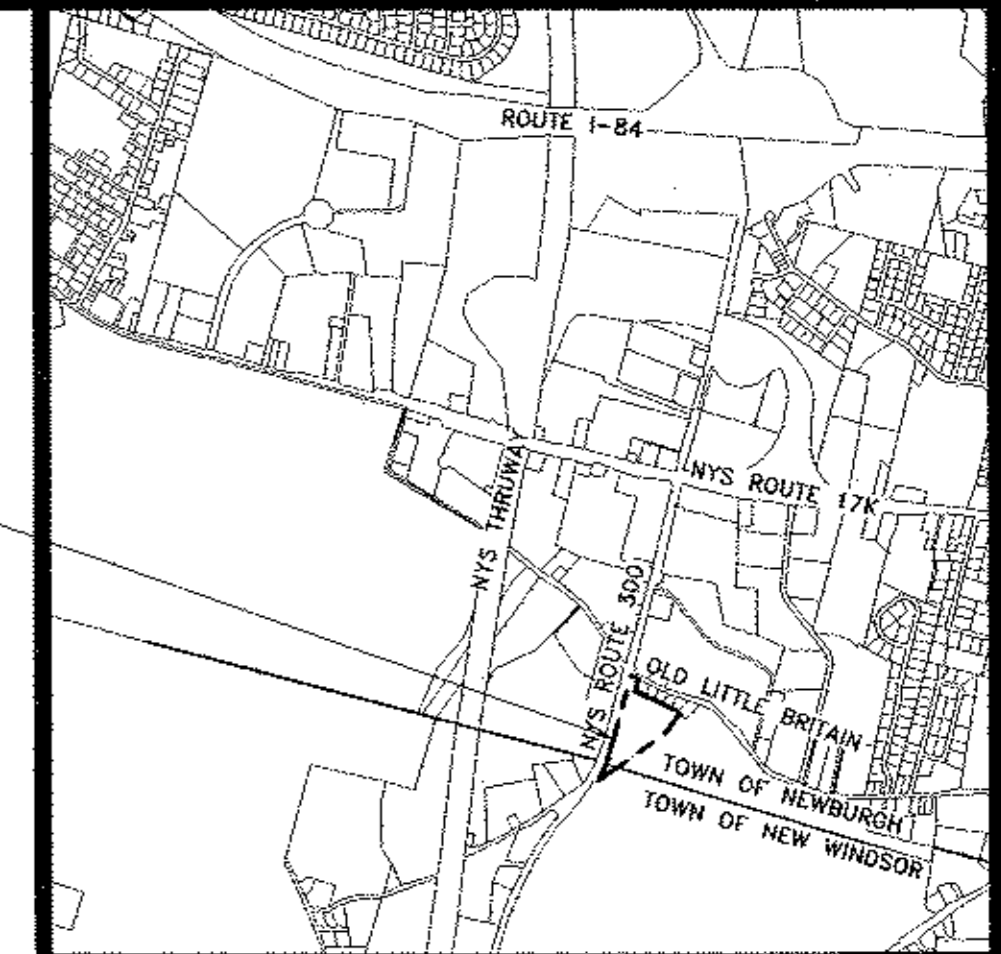 ROUTE I-84
NYS THRUWAY
NYS ROUTE 17K
NYS ROUTE 300
OLD LITTLE BRITAIN
TOWN OF NEWBURGH
TOWN OF NEW WINDSOR